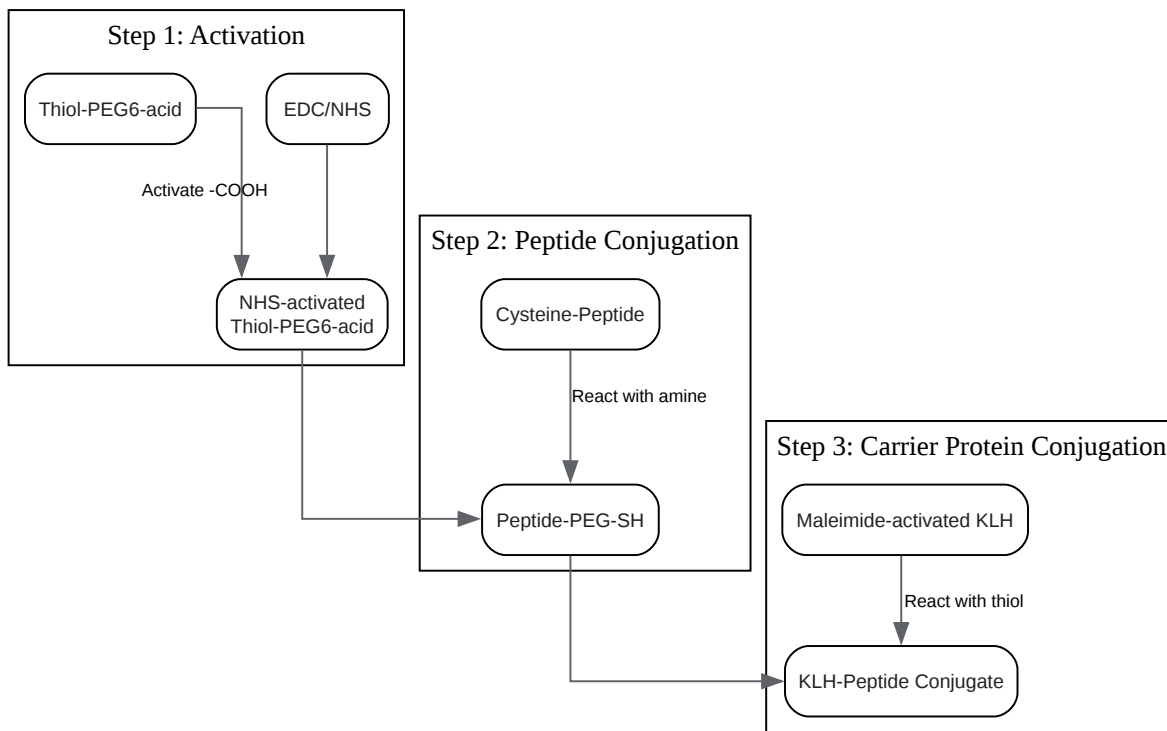 Step 1: Activation
Thiol-PEG6-acid
EDC/NHS
Activate -COOH
NHS-activated
Thiol-PEG6-acid
Step 2: Peptide Conjugation
Cysteine-Peptide
React with amine
Peptide-PEG-SH
Step 3: Carrier Protein Conjugation
Maleimide-activated KLH
React with thiol
KLH-Peptide Conjugate